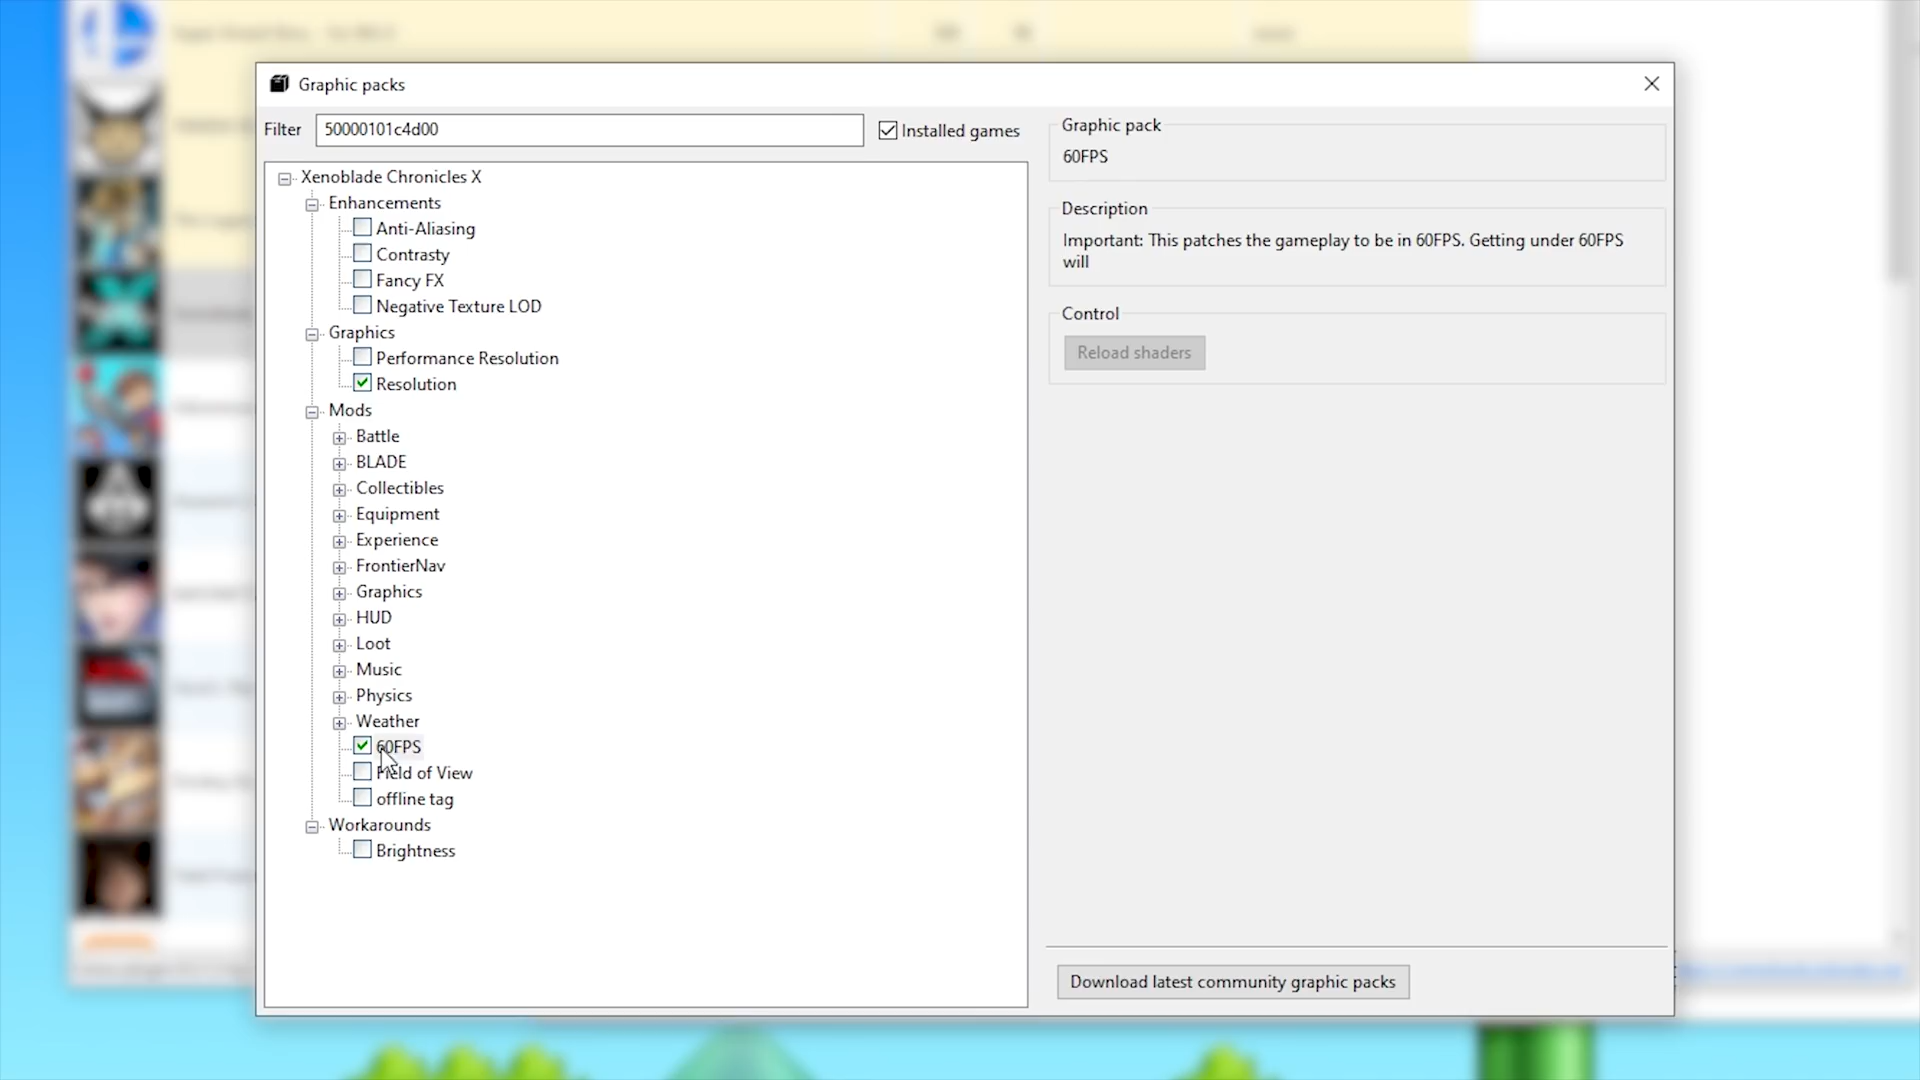 Graphic packs
Filter 50000101c4d00 Installed games
Xenoblade Chronicles X
Enhancements
Anti-Aliasing
Contrasty
Fancy FX
Negative Texture LOD
Graphics
Performance Resolution
Resolution
Mods
Battle
BLADE
Collectibles
Equipment
Experience
FrontierNav
Graphics
HUD
Loot
Music
Physics
Weather
60FPS
Field of View
offline tag
Workarounds
Brightness
Graphic pack
60FPS
Description
Important: This patches the gameplay to be in 60FPS. Getting under 60FPS
will
Control
Reload shaders
Download latest community graphic packs